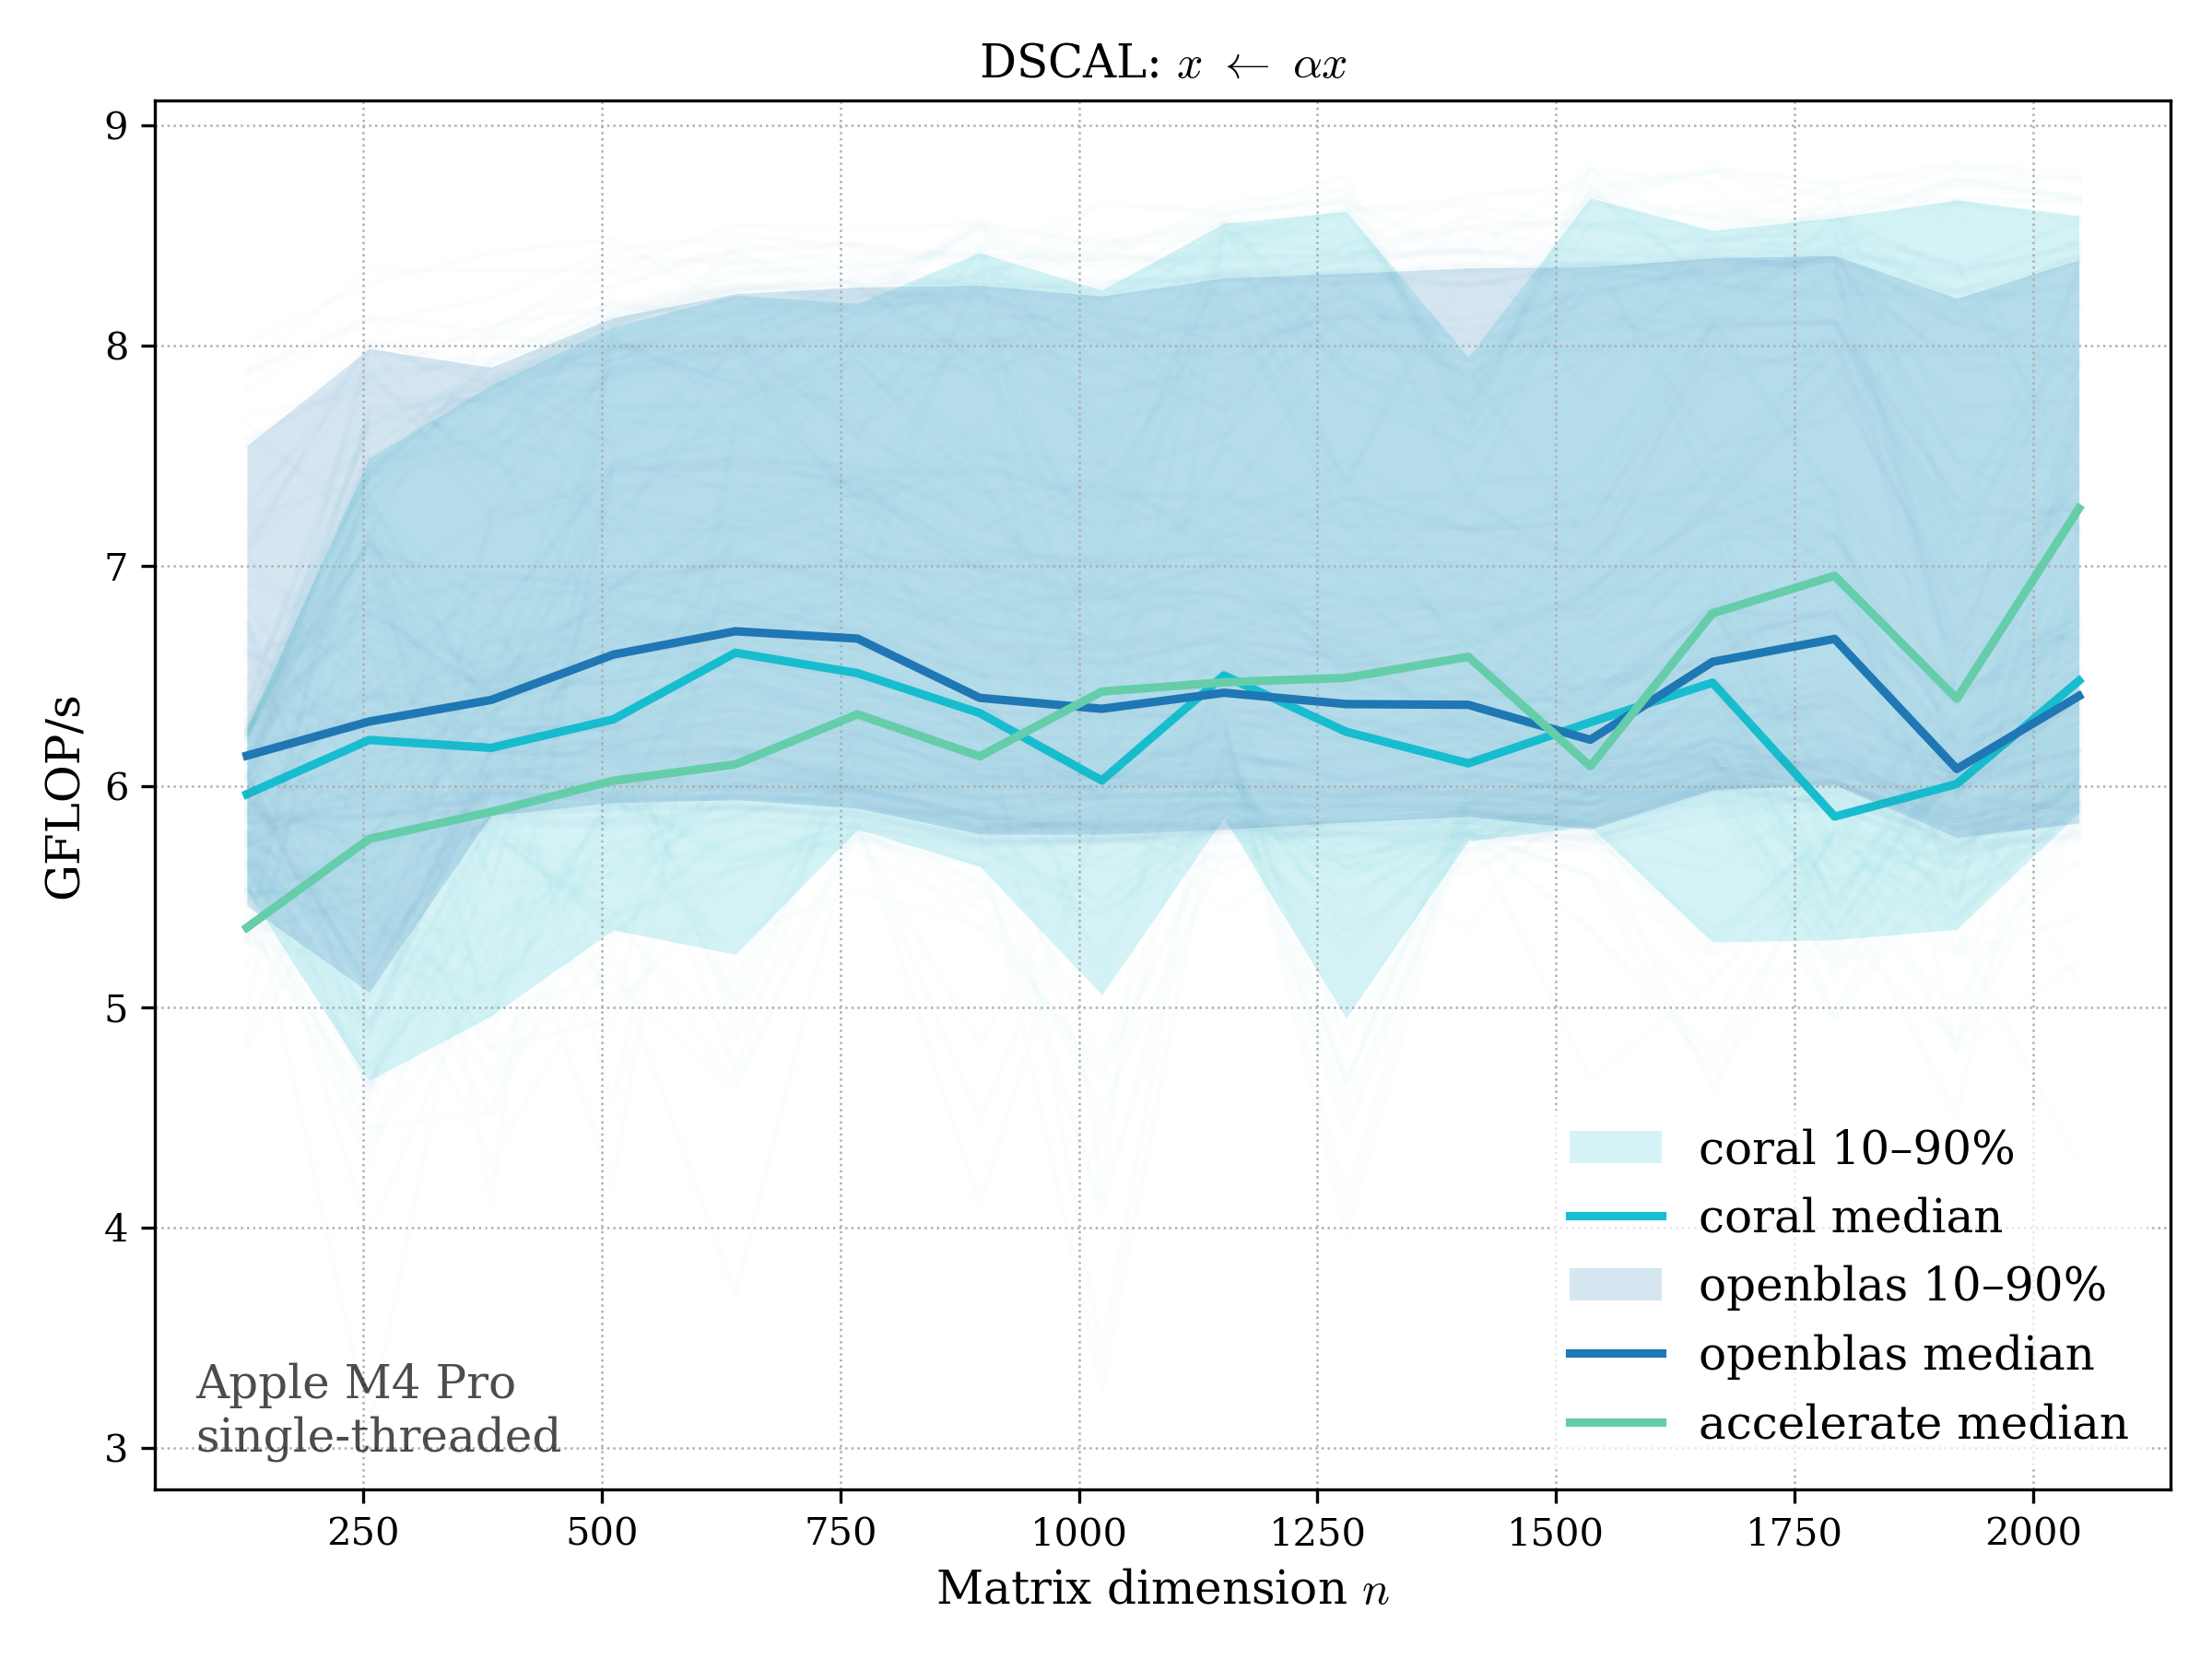 DSCAL: x ← αx
9
8
7
6
5
4
3
GFLOP/s
coral 10–90%
coral median
openblas 10–90%
openblas median
accelerate median
Apple M4 Pro
single-threaded
250 500 750 1000 1250 1500 1750 2000
Matrix dimension n